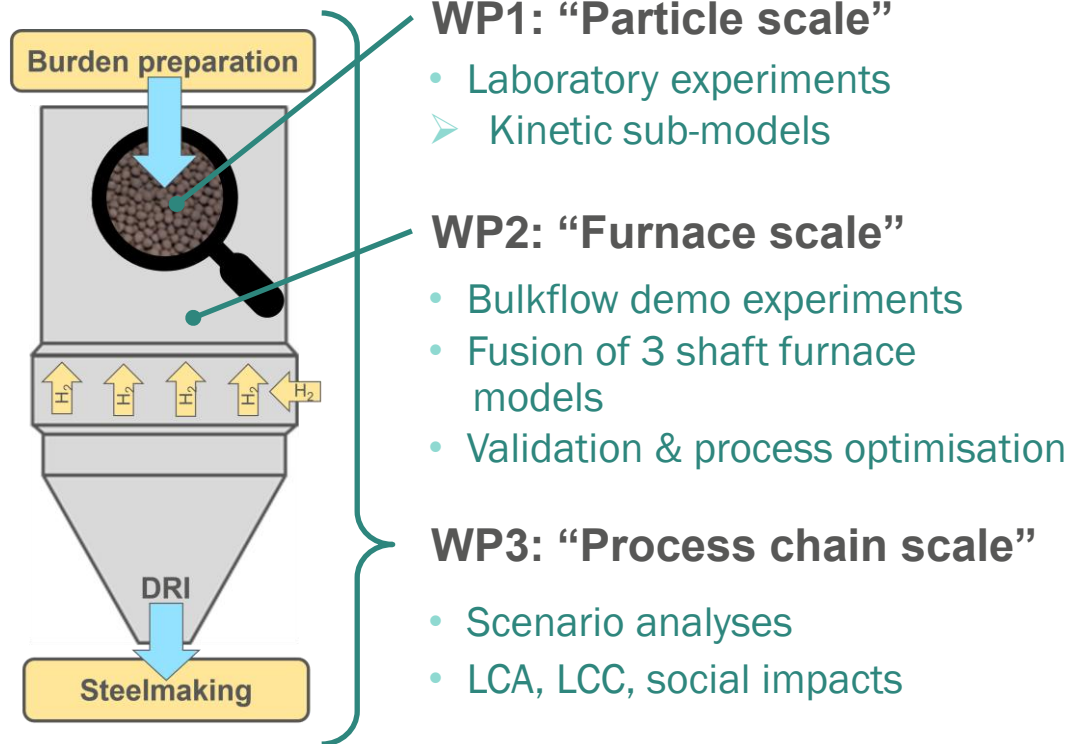 Burden preparation
H₂
H₂
H₂
H₂
H₂
DRI
Steelmaking
WP1: “Particle scale”
• Laboratory experiments
➢ Kinetic sub-models
WP2: “Furnace scale”
• Bulkflow demo experiments
• Fusion of 3 shaft furnace
models
• Validation & process optimisation
WP3: “Process chain scale”
• Scenario analyses
• LCA, LCC, social impacts